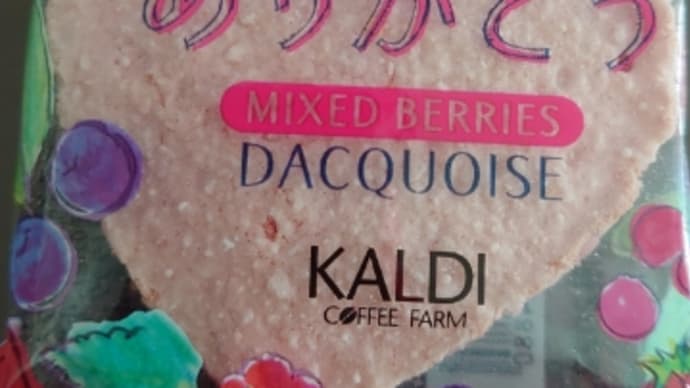 ありがとう
MIXED BERRIES
DACQUOISE
KALDI
COFFEE FARM